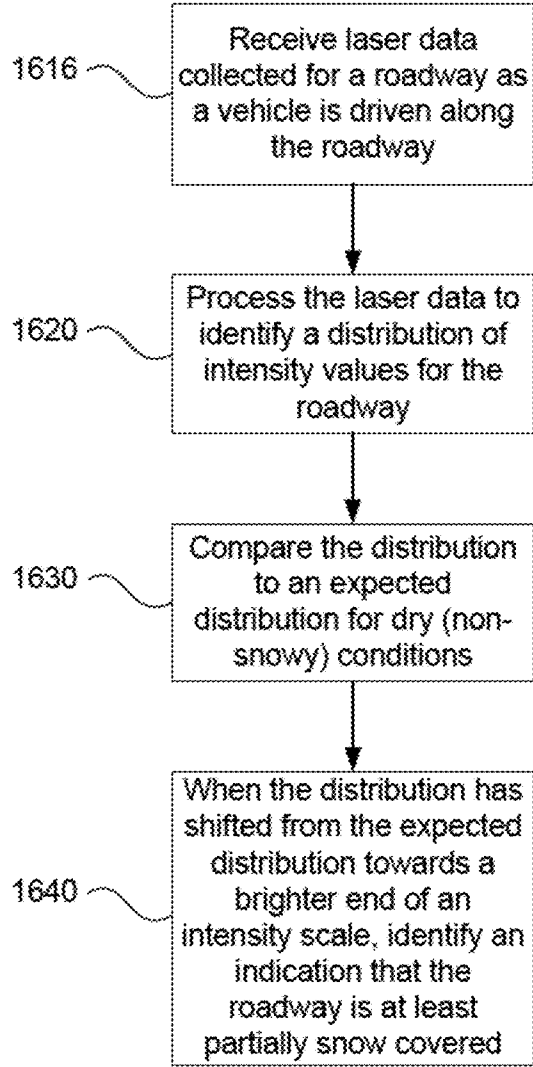 1616
Receive laser data
collected for a roadway as
a vehicle is driven along
the roadway
1620
Process the laser data to
identify a distribution of
intensity values for the
roadway
1630
Compare the distribution
to an expected
distribution for dry (non-
snowy) conditions
1640
When the distribution has
shifted from the expected
distribution towards a
brighter end of an
intensity scale, identify an
indication that the
roadway is at least
partially snow covered